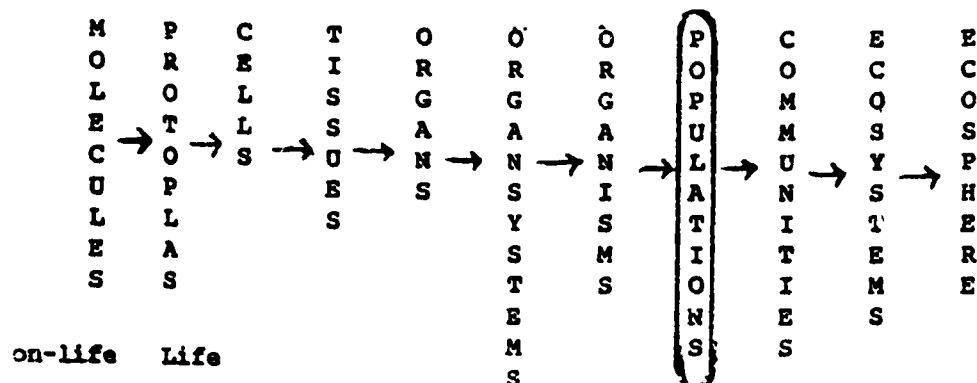 MOLECULES
PROTOPLAS
CELLS
TISSUES
ORGANS
ORGANSYSTEMS
ORGANISMS
POPULATIONS
COMMUNITIES
ECOSYSTEMS
ECOSPHERE
on-life Life